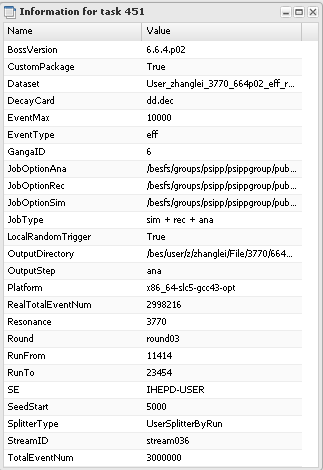 Information for task 451
Name Value
BossVersion 6.6.4.p02
CustomPackage True
Dataset User_zhanglei_3770_664p02_eff_r...
DecayCard dd.dec
EventMax 10000
EventType eff
GangaID 6
JobOptionAna /besfs/groups/psipp/psippgroup/pub...
JobOptionRec /besfs/groups/psipp/psippgroup/pub...
JobOptionSim /besfs/groups/psipp/psippgroup/pub...
JobType sim + rec + ana
LocalRandomTrigger True
OutputDirectory /bes/user/z/zhanglei/File/3770/664...
OutputStep ana
Platform x86_64-slc5-gcc43-opt
RealTotalEventNum 2998216
Resonance 3770
Round round03
RunFrom 11414
RunTo 23454
SE IHEPD-USER
SeedStart 5000
SplitterType UserSplitterByRun
StreamID stream036
TotalEventNum 3000000